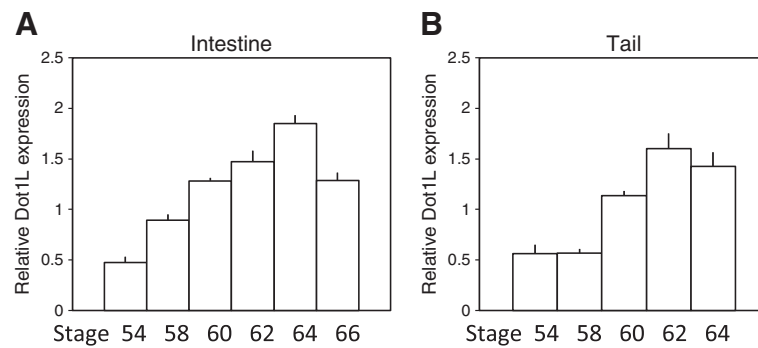 A
Intestine
Relative Dot1L expression
2.5
2
1.5
1
0.5
0
Stage 54 58 60 62 64 66
B
Tail
Relative Dot1L expression
2.5
2
1.5
1
0.5
0
Stage 54 58 60 62 64